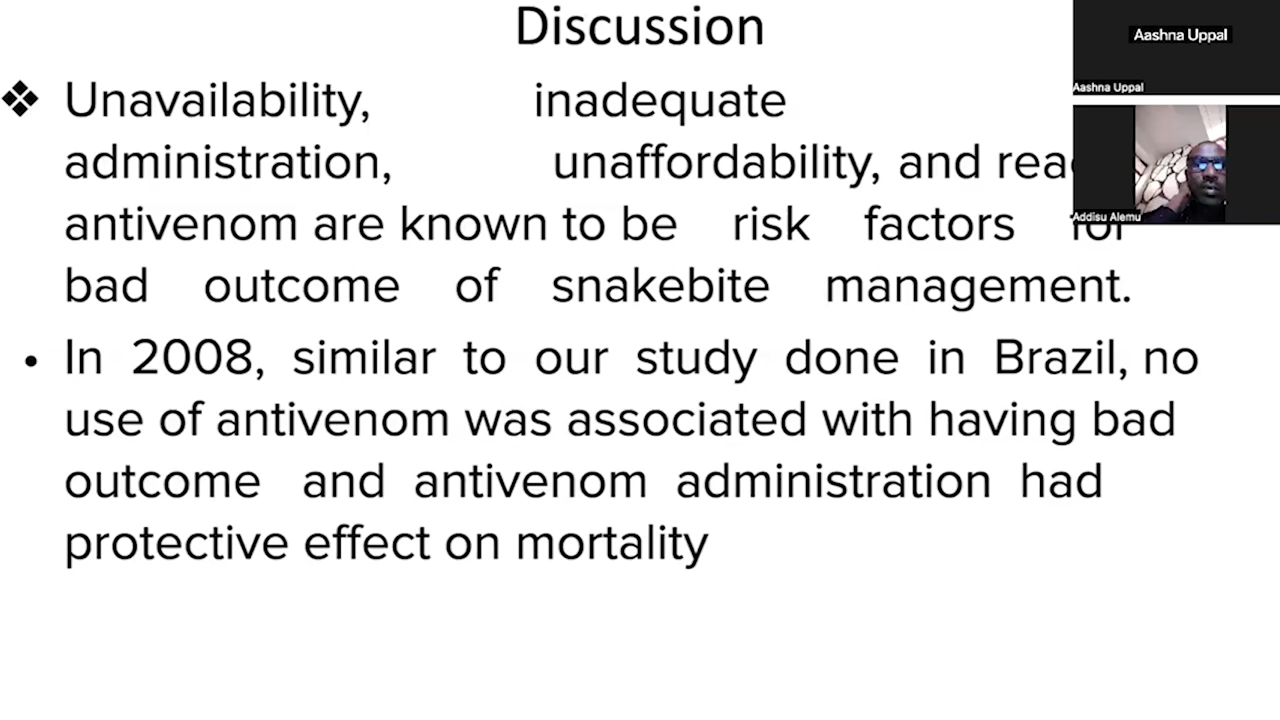 Discussion
❖ Unavailability, inadequate
administration, unaffordability, and
antivenom are known to be risk factors for
bad outcome of snakebite management.
• In 2008, similar to our study done in Brazil, no
use of antivenom was associated with having bad
outcome and antivenom administration had
protective effect on mortality
Aashna Uppal
Aashna Uppal
Addisu Alemu